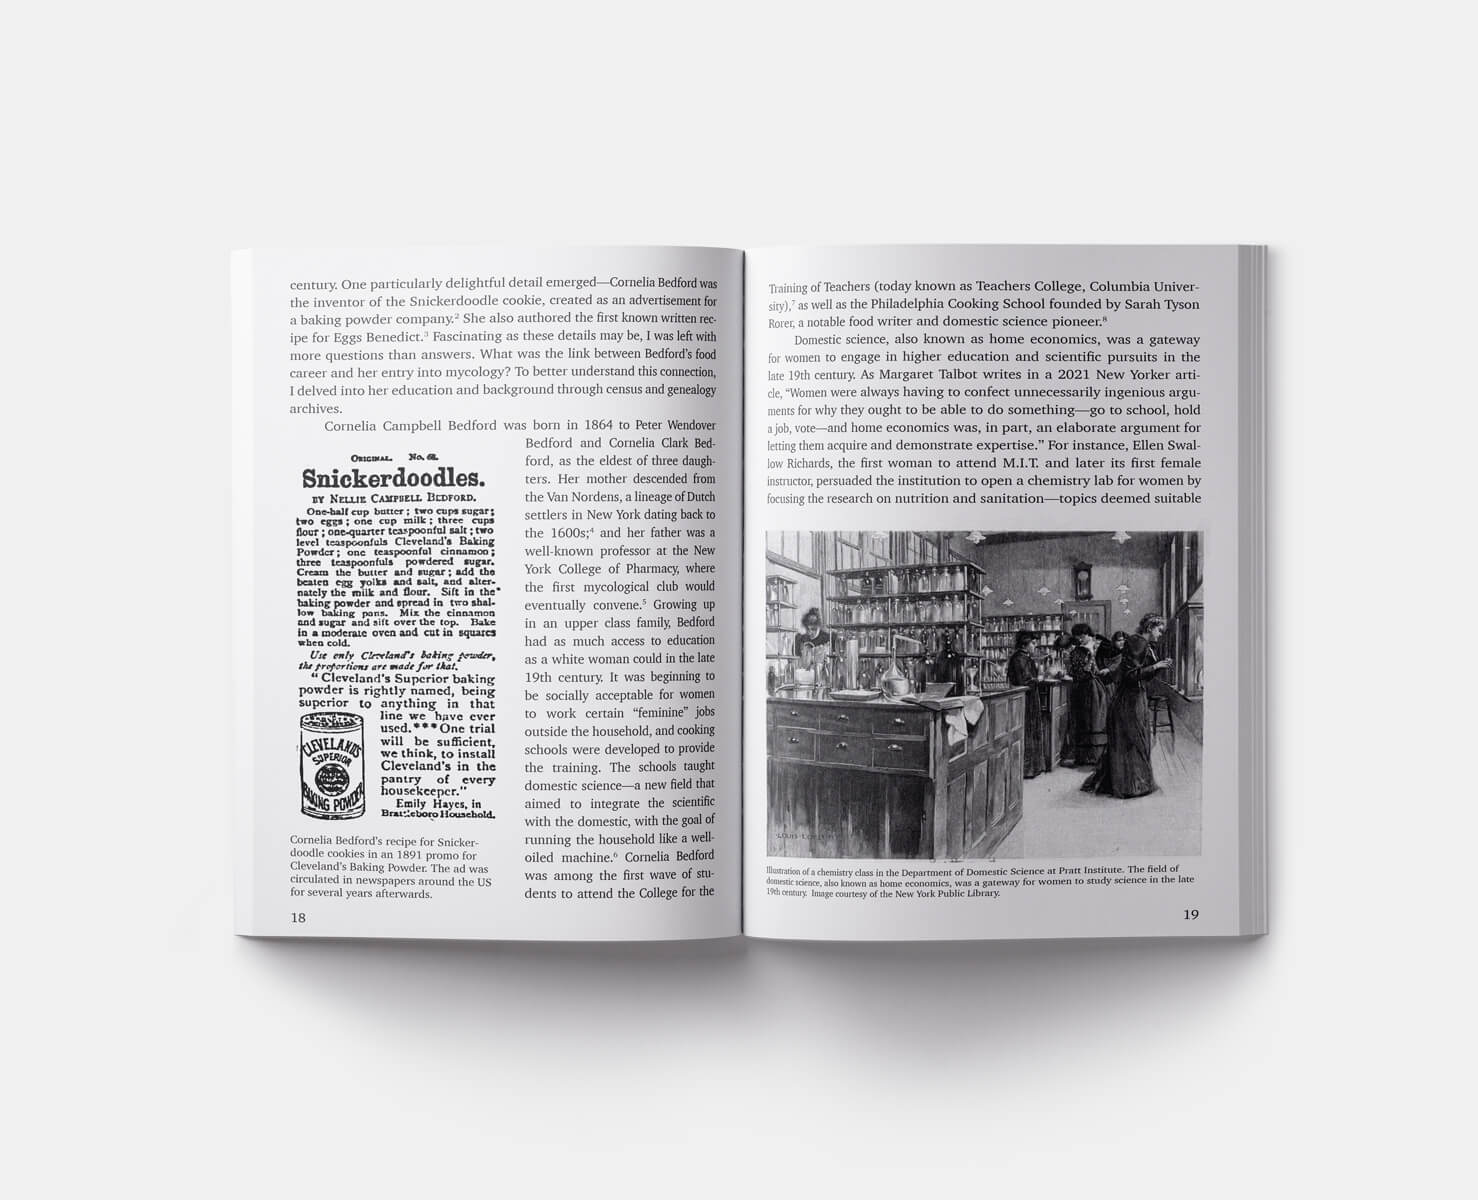 century. One particularly delightful detail emerged—Cornelia Bedford was
the inventor of the Snickerdoodle cookie, created as an advertisement for
a baking powder company.² She also authored the first known written rec-
ipe for Eggs Benedict.³ Fascinating as these details may be, I was left with
more questions than answers. What was the link between Bedford's food
career and her entry into mycology? To better understand this connection,
I delved into her education and background through census and genealogy
archives.
Cornelia Campbell Bedford was born in 1864 to Peter Wendover
Bedford and Cornelia Clark Bed-
ford, as the eldest of three daugh-
ters. Her mother descended from
the Van Nordens, a lineage of Dutch
settlers in New York dating back to
the 1600s;⁴ and her father was a
well-known professor at the New
York College of Pharmacy, where
the first mycological club would
eventually convene.⁵ Growing up
in an upper class family, Bedford
had as much access to education
as a white woman could in the late
19th century. It was beginning to
be socially acceptable for women
to work certain “feminine” jobs
outside the household, and cooking
schools were developed to provide
the training. The schools taught
domestic science—a new field that
aimed to integrate the scientific
with the domestic, with the goal of
running the household like a well-
oiled machine.⁶ Cornelia Bedford
was among the first wave of stu-
dents to attend the College for the
ORIGINAL. No. 68.
Snickerdoodles.
BY NELLIE CAMPBELL BEDFORD.
One-half cup butter; two cups sugar;
two eggs; one cup milk; three cups
flour; one-quarter teaspoonful salt; two
level teaspoonfuls Cleveland's Baking
Powder; one teaspoonful cinnamon;
three teaspoonfuls powdered sugar.
Cream the butter and sugar; add the
beaten egg yolks and salt, and alter-
nately the milk and flour. Sift in the
baking powder and spread in two shal-
low baking pans. Mix the cinnamon
and sugar and sift over the top. Bake
in a moderate oven and cut in squares
when cold.
Use only Cleveland's baking powder,
the proportions are made for that.
“Cleveland's Superior baking
powder is rightly named, being
superior to anything in that
line we have ever
used.***One trial
will be sufficient,
we think, to install
Cleveland's in the
pantry of every
housekeeper.”
Emily Hayes, in
Brattleboro Household.
CLEVELAND'S
SUPERIOR
BAKING POWDER
Cornelia Bedford's recipe for Snicker-
doodle cookies in an 1891 promo for
Cleveland's Baking Powder. The ad was
circulated in newspapers around the US
for several years afterwards.
18
Training of Teachers (today known as Teachers College, Columbia Univer-
sity),⁷ as well as the Philadelphia Cooking School founded by Sarah Tyson
Rorer, a notable food writer and domestic science pioneer.⁸
Domestic science, also known as home economics, was a gateway
for women to engage in higher education and scientific pursuits in the
late 19th century. As Margaret Talbot writes in a 2021 New Yorker arti-
cle, “Women were always having to confect unnecessarily ingenious argu-
ments for why they ought to be able to do something—go to school, hold
a job, vote—and home economics was, in part, an elaborate argument for
letting them acquire and demonstrate expertise.” For instance, Ellen Swal-
low Richards, the first woman to attend M.I.T. and later its first female
instructor, persuaded the institution to open a chemistry lab for women by
focusing the research on nutrition and sanitation—topics deemed suitable
Illustration of a chemistry class in the Department of Domestic Science at Pratt Institute. The field of
domestic science, also known as home economics, was a gateway for women to study science in the late
19th century. Image courtesy of the New York Public Library.
19